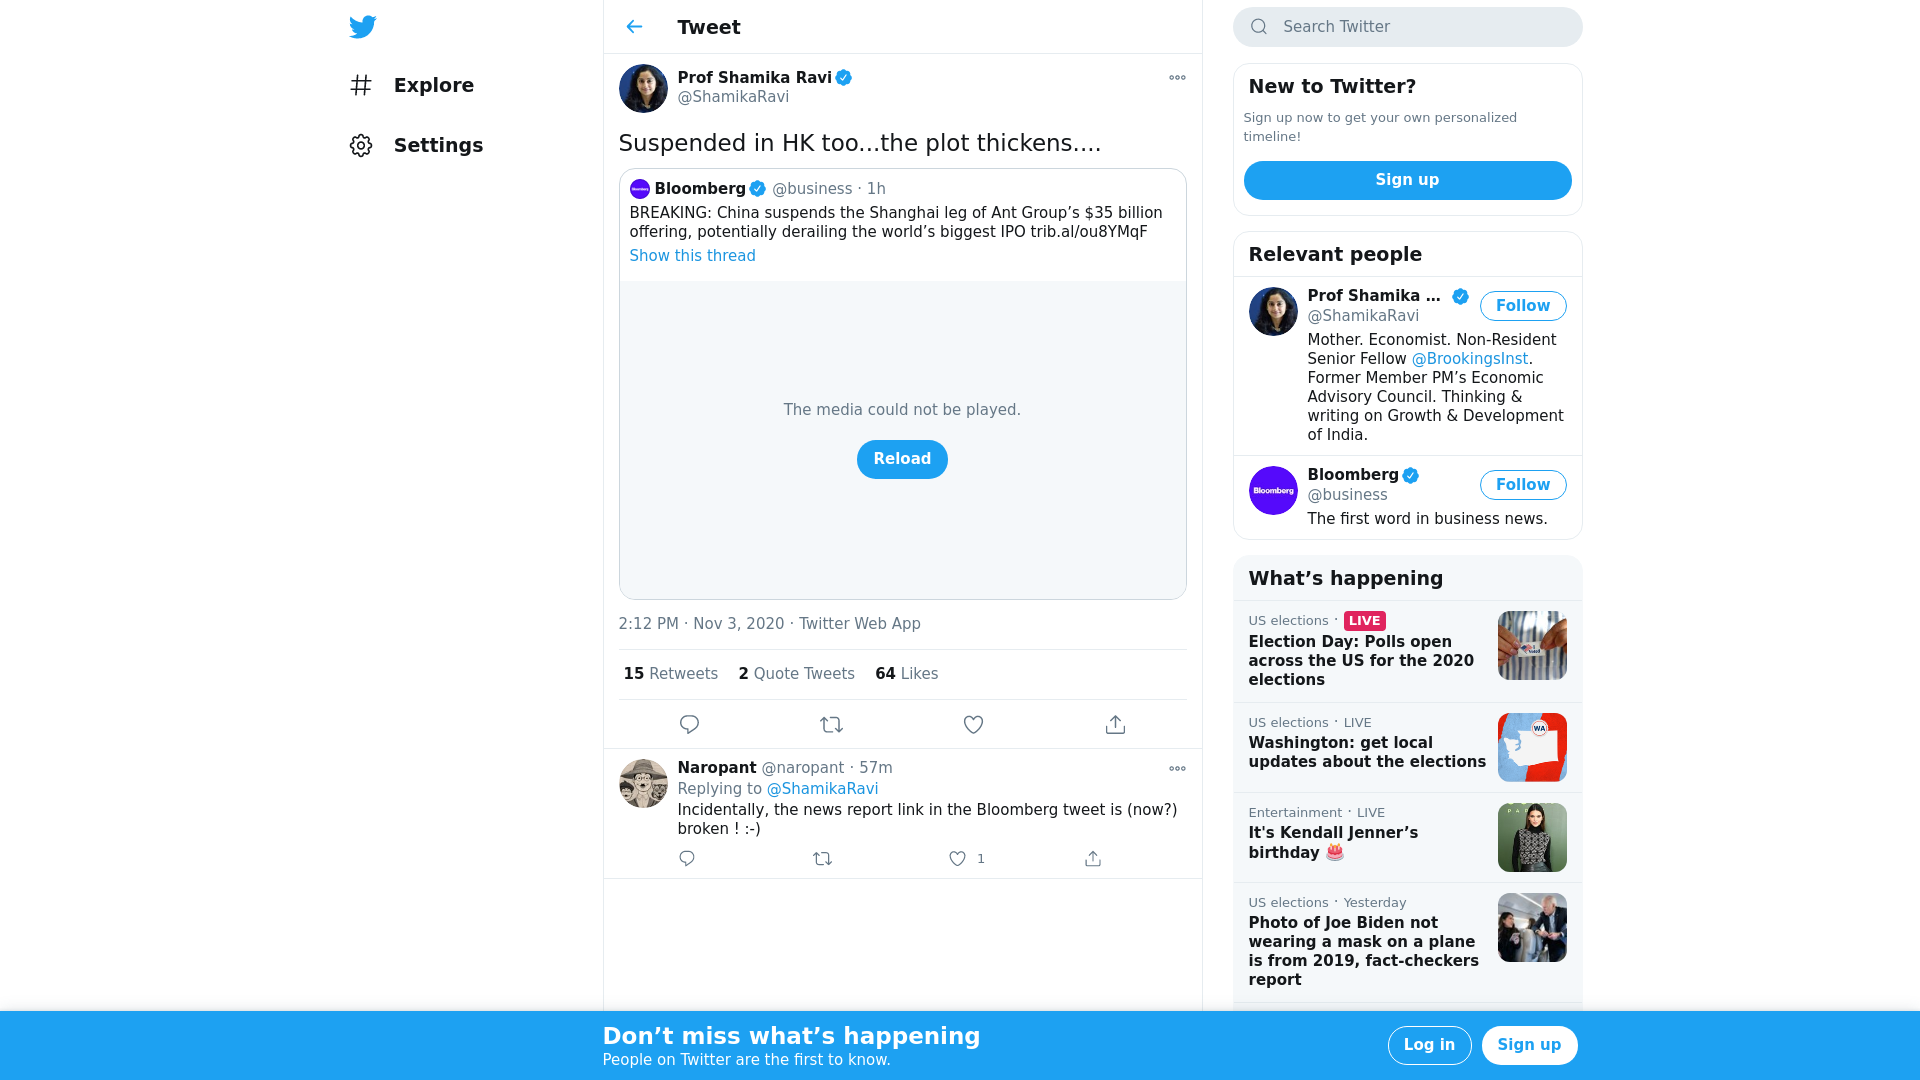 Explore
Settings
Tweet
Prof Shamika Ravi
@ShamikaRavi
Suspended in HK too...the plot thickens....
Bloomberg @business · 1h
BREAKING: China suspends the Shanghai leg of Ant Group’s $35 billion
offering, potentially derailing the world’s biggest IPO trib.al/ou8YMqF
Show this thread
The media could not be played.
Reload
2:12 PM · Nov 3, 2020 · Twitter Web App
15 Retweets 2 Quote Tweets 64 Likes
Naropant @naropant · 57m
Replying to @ShamikaRavi
Incidentally, the news report link in the Bloomberg tweet is (now?)
broken ! :-)
1
Search Twitter
New to Twitter?
Sign up now to get your own personalized
timeline!
Sign up
Relevant people
Prof Shamika ...
Follow
@ShamikaRavi
Mother. Economist. Non-Resident
Senior Fellow @BrookingsInst.
Former Member PM’s Economic
Advisory Council. Thinking &
writing on Growth & Development
of India.
Bloomberg
Bloomberg
Follow
@business
The first word in business news.
What’s happening
US elections · LIVE
Election Day: Polls open
across the US for the 2020
elections
US elections · LIVE
Washington: get local
updates about the elections
WA
Entertainment · LIVE
It's Kendall Jenner’s
birthday 🎂
US elections · Yesterday
Photo of Joe Biden not
wearing a mask on a plane
is from 2019, fact-checkers
report
Don’t miss what’s happening
People on Twitter are the first to know.
Log in
Sign up